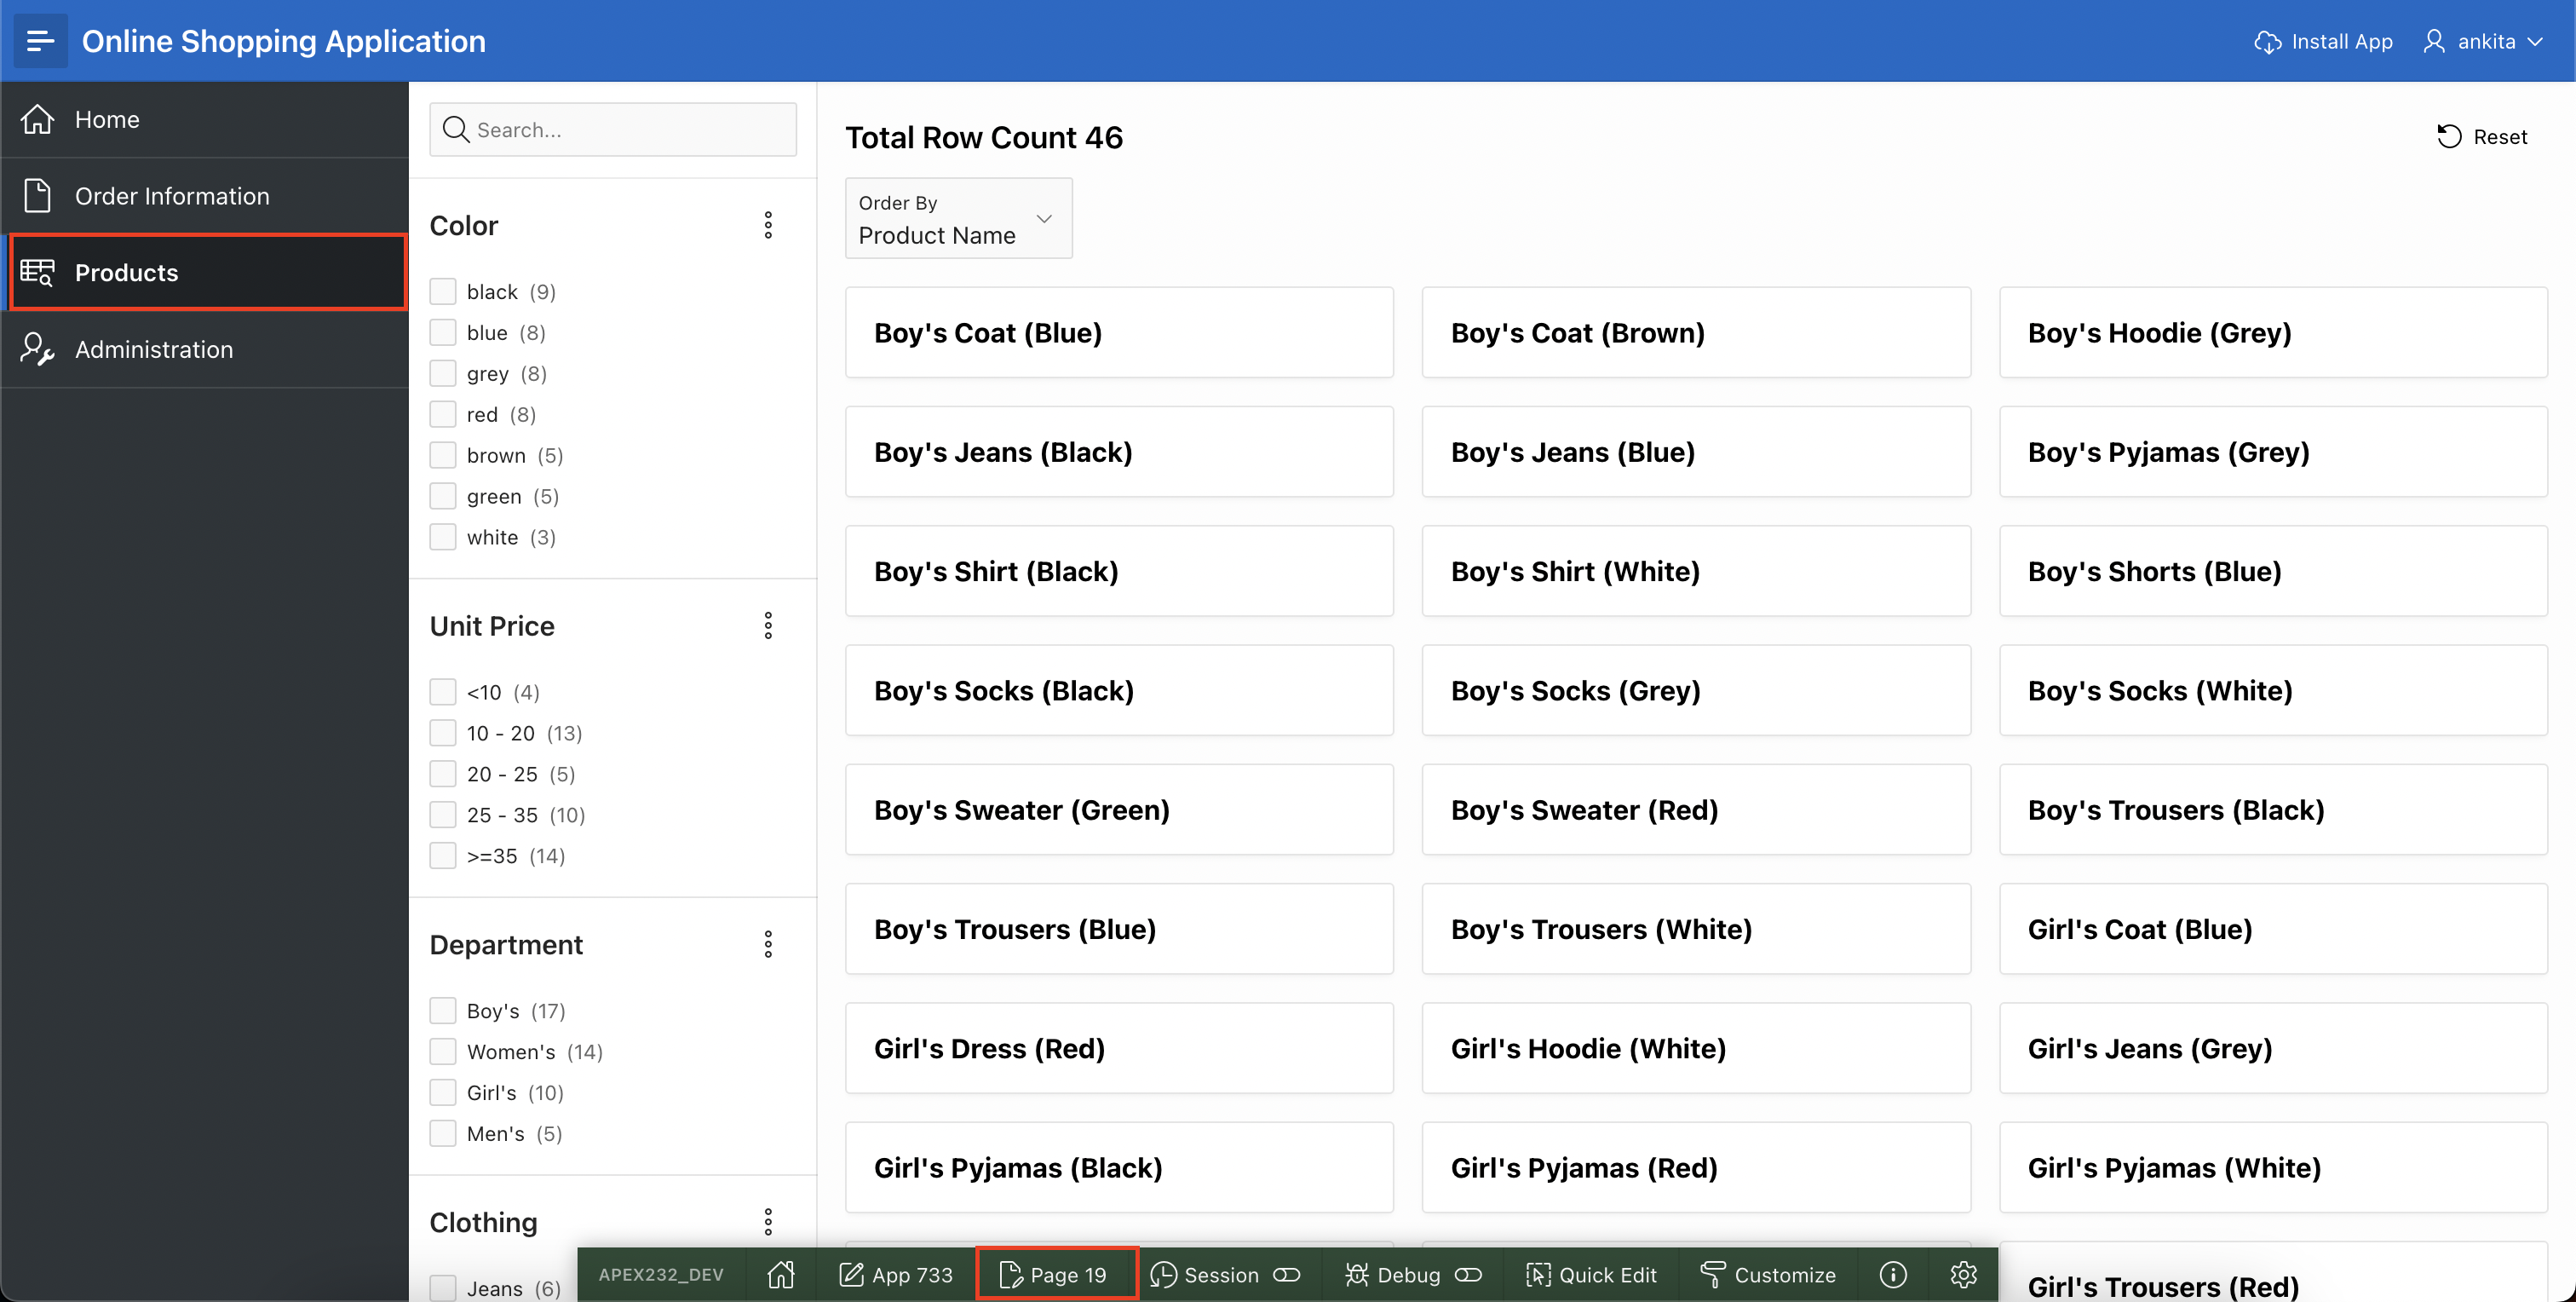 Online Shopping Application
Install App
ankita
Home
Order Information
Products
Administration
Search...
Color
black (9)
blue (8)
grey (8)
red (8)
brown (5)
green (5)
white (3)
Unit Price
<10 (4)
10 - 20 (13)
20 - 25 (5)
25 - 35 (10)
>=35 (14)
Department
Boy's (17)
Women's (14)
Girl's (10)
Men's (5)
Clothing
Jeans (6)
Total Row Count 46
Reset
Order By
Product Name
Boy's Coat (Blue)
Boy's Coat (Brown)
Boy's Hoodie (Grey)
Boy's Jeans (Black)
Boy's Jeans (Blue)
Boy's Pyjamas (Grey)
Boy's Shirt (Black)
Boy's Shirt (White)
Boy's Shorts (Blue)
Boy's Socks (Black)
Boy's Socks (Grey)
Boy's Socks (White)
Boy's Sweater (Green)
Boy's Sweater (Red)
Boy's Trousers (Black)
Boy's Trousers (Blue)
Boy's Trousers (White)
Girl's Coat (Blue)
Girl's Dress (Red)
Girl's Hoodie (White)
Girl's Jeans (Grey)
Girl's Pyjamas (Black)
Girl's Pyjamas (Red)
Girl's Pyjamas (White)
Girl's Trousers (Red)
APEX232_DEV
App 733
Page 19
Session
Debug
Quick Edit
Customize